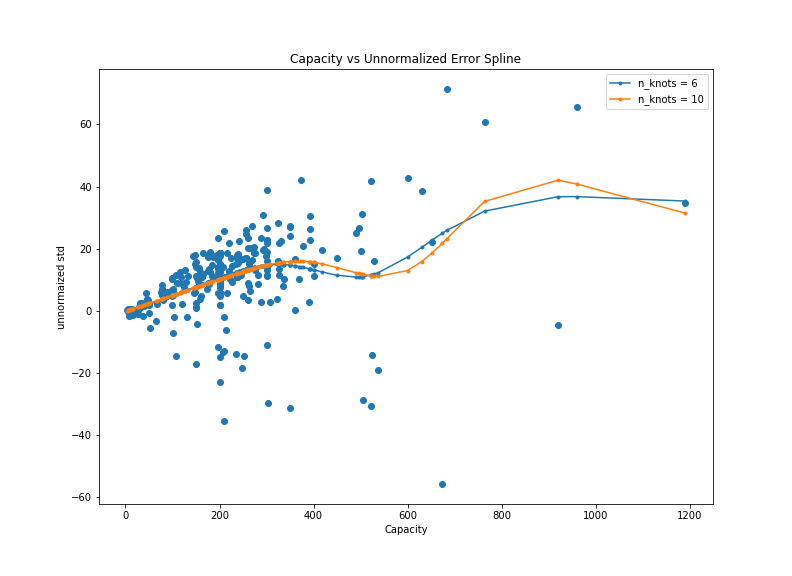 Capacity vs Unnormalized Error Spline
n_knots = 6
n_knots = 10
60
40
20
0
−20
−40
−60
unnormaized std
0
200
400
600
800
1000
1200
Capacity